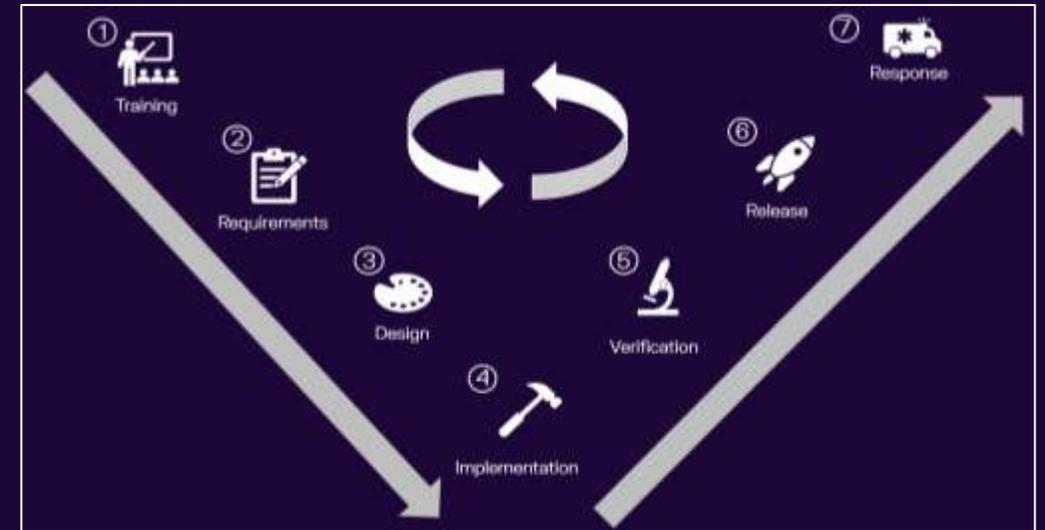 ①
Training
②
Requirements
③
Design
④
Implementation
⑤
Verification
⑥
Release
⑦
Response